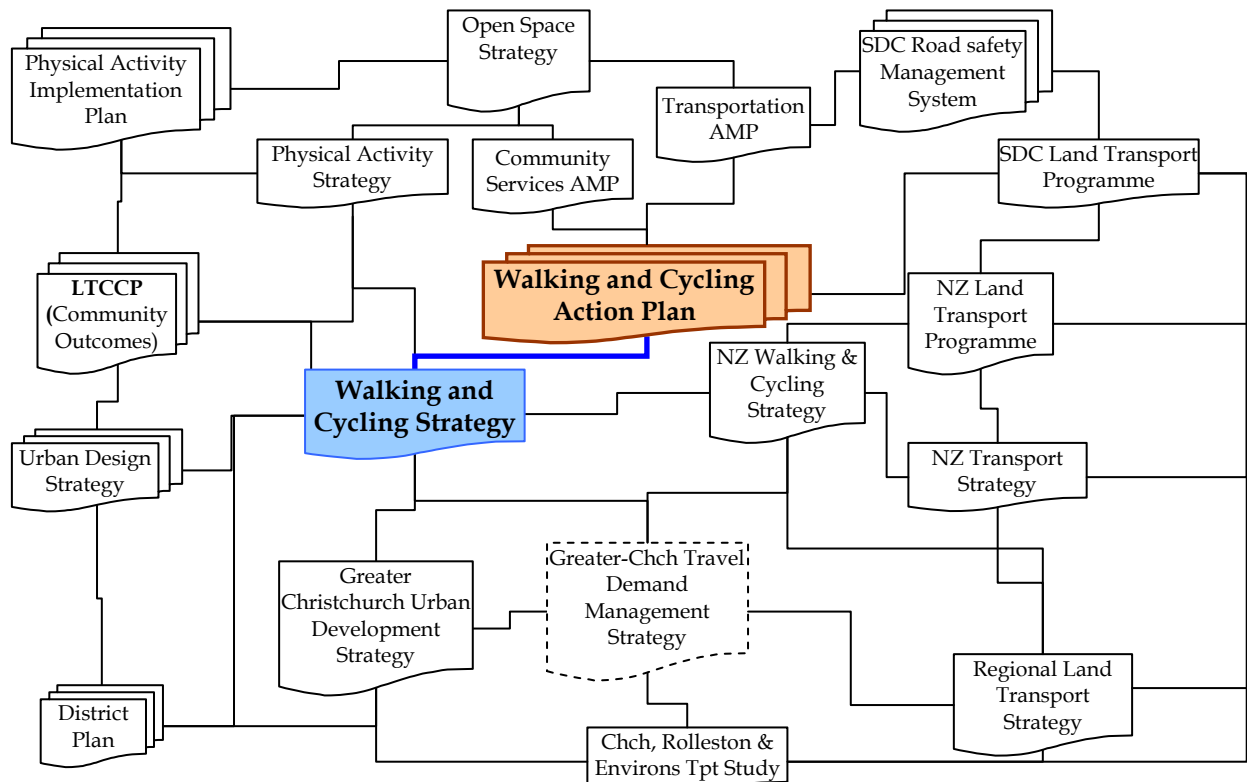 Physical Activity
Implementation
Plan
Open Space
Strategy
SDC Road safety
Management
System
Transportation
AMP
Physical Activity
Strategy
Community
Services AMP
SDC Land Transport
Programme
LTCCP
(Community
Outcomes)
Walking and Cycling
Action Plan
NZ Land
Transport
Programme
Walking and
Cycling Strategy
NZ Walking &
Cycling
Strategy
Urban Design
Strategy
NZ Transport
Strategy
Greater
Christchurch Urban
Development
Strategy
Greater-Chch Travel
Demand
Management
Strategy
Regional Land
Transport
Strategy
District
Plan
Chch, Rolleston &
Environs Tpt Study